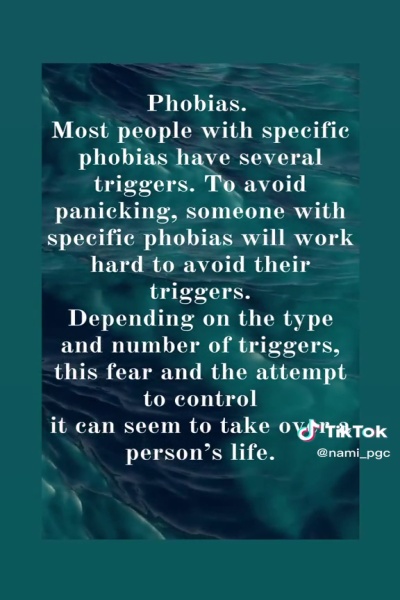 Phobias.
Most people with specific
phobias have several
triggers. To avoid
panicking, someone with
specific phobias will work
hard to avoid their
triggers.
Depending on the type
and number of triggers,
this fear and the attempt
to control
it can seem to take over a
person's life.
TikTok
@nami_pgc